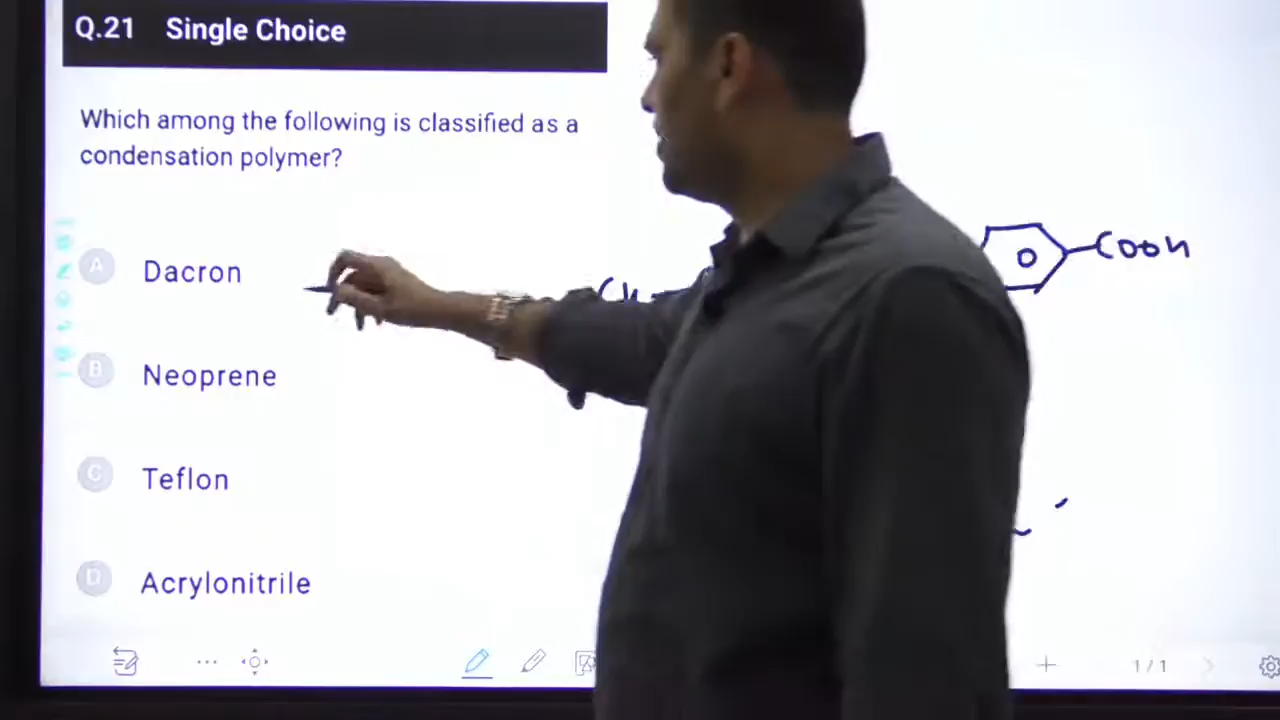 Q.21 Single Choice
Which among the following is classified as a
condensation polymer?
A Dacron
B Neoprene
C Teflon
D Acrylonitrile
COOH
1/1